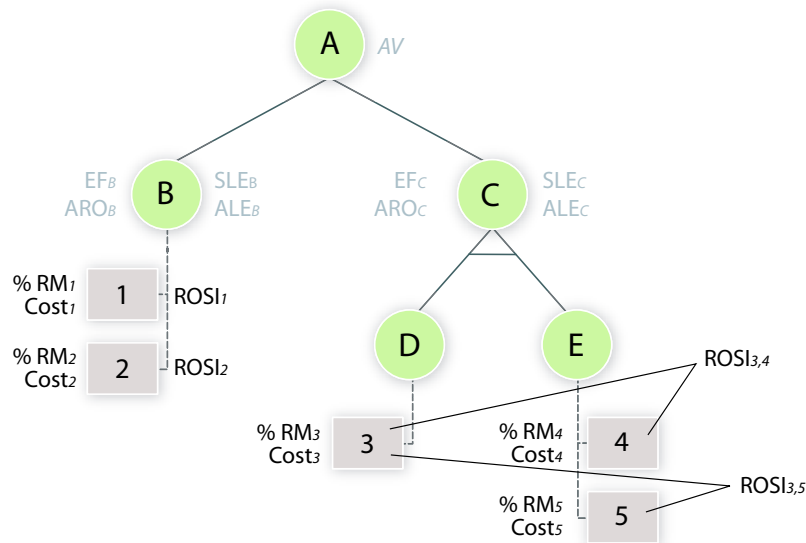 A
AV
EFB
AROB
B
SLEB
ALEB
EFC
AROC
C
SLEC
ALEC
% RM1
Cost1
1
ROSI1
% RM2
Cost2
2
ROSI2
D
E
ROSI3,4
% RM3
Cost3
3
% RM4
Cost4
4
ROSI3,5
% RM5
Cost5
5